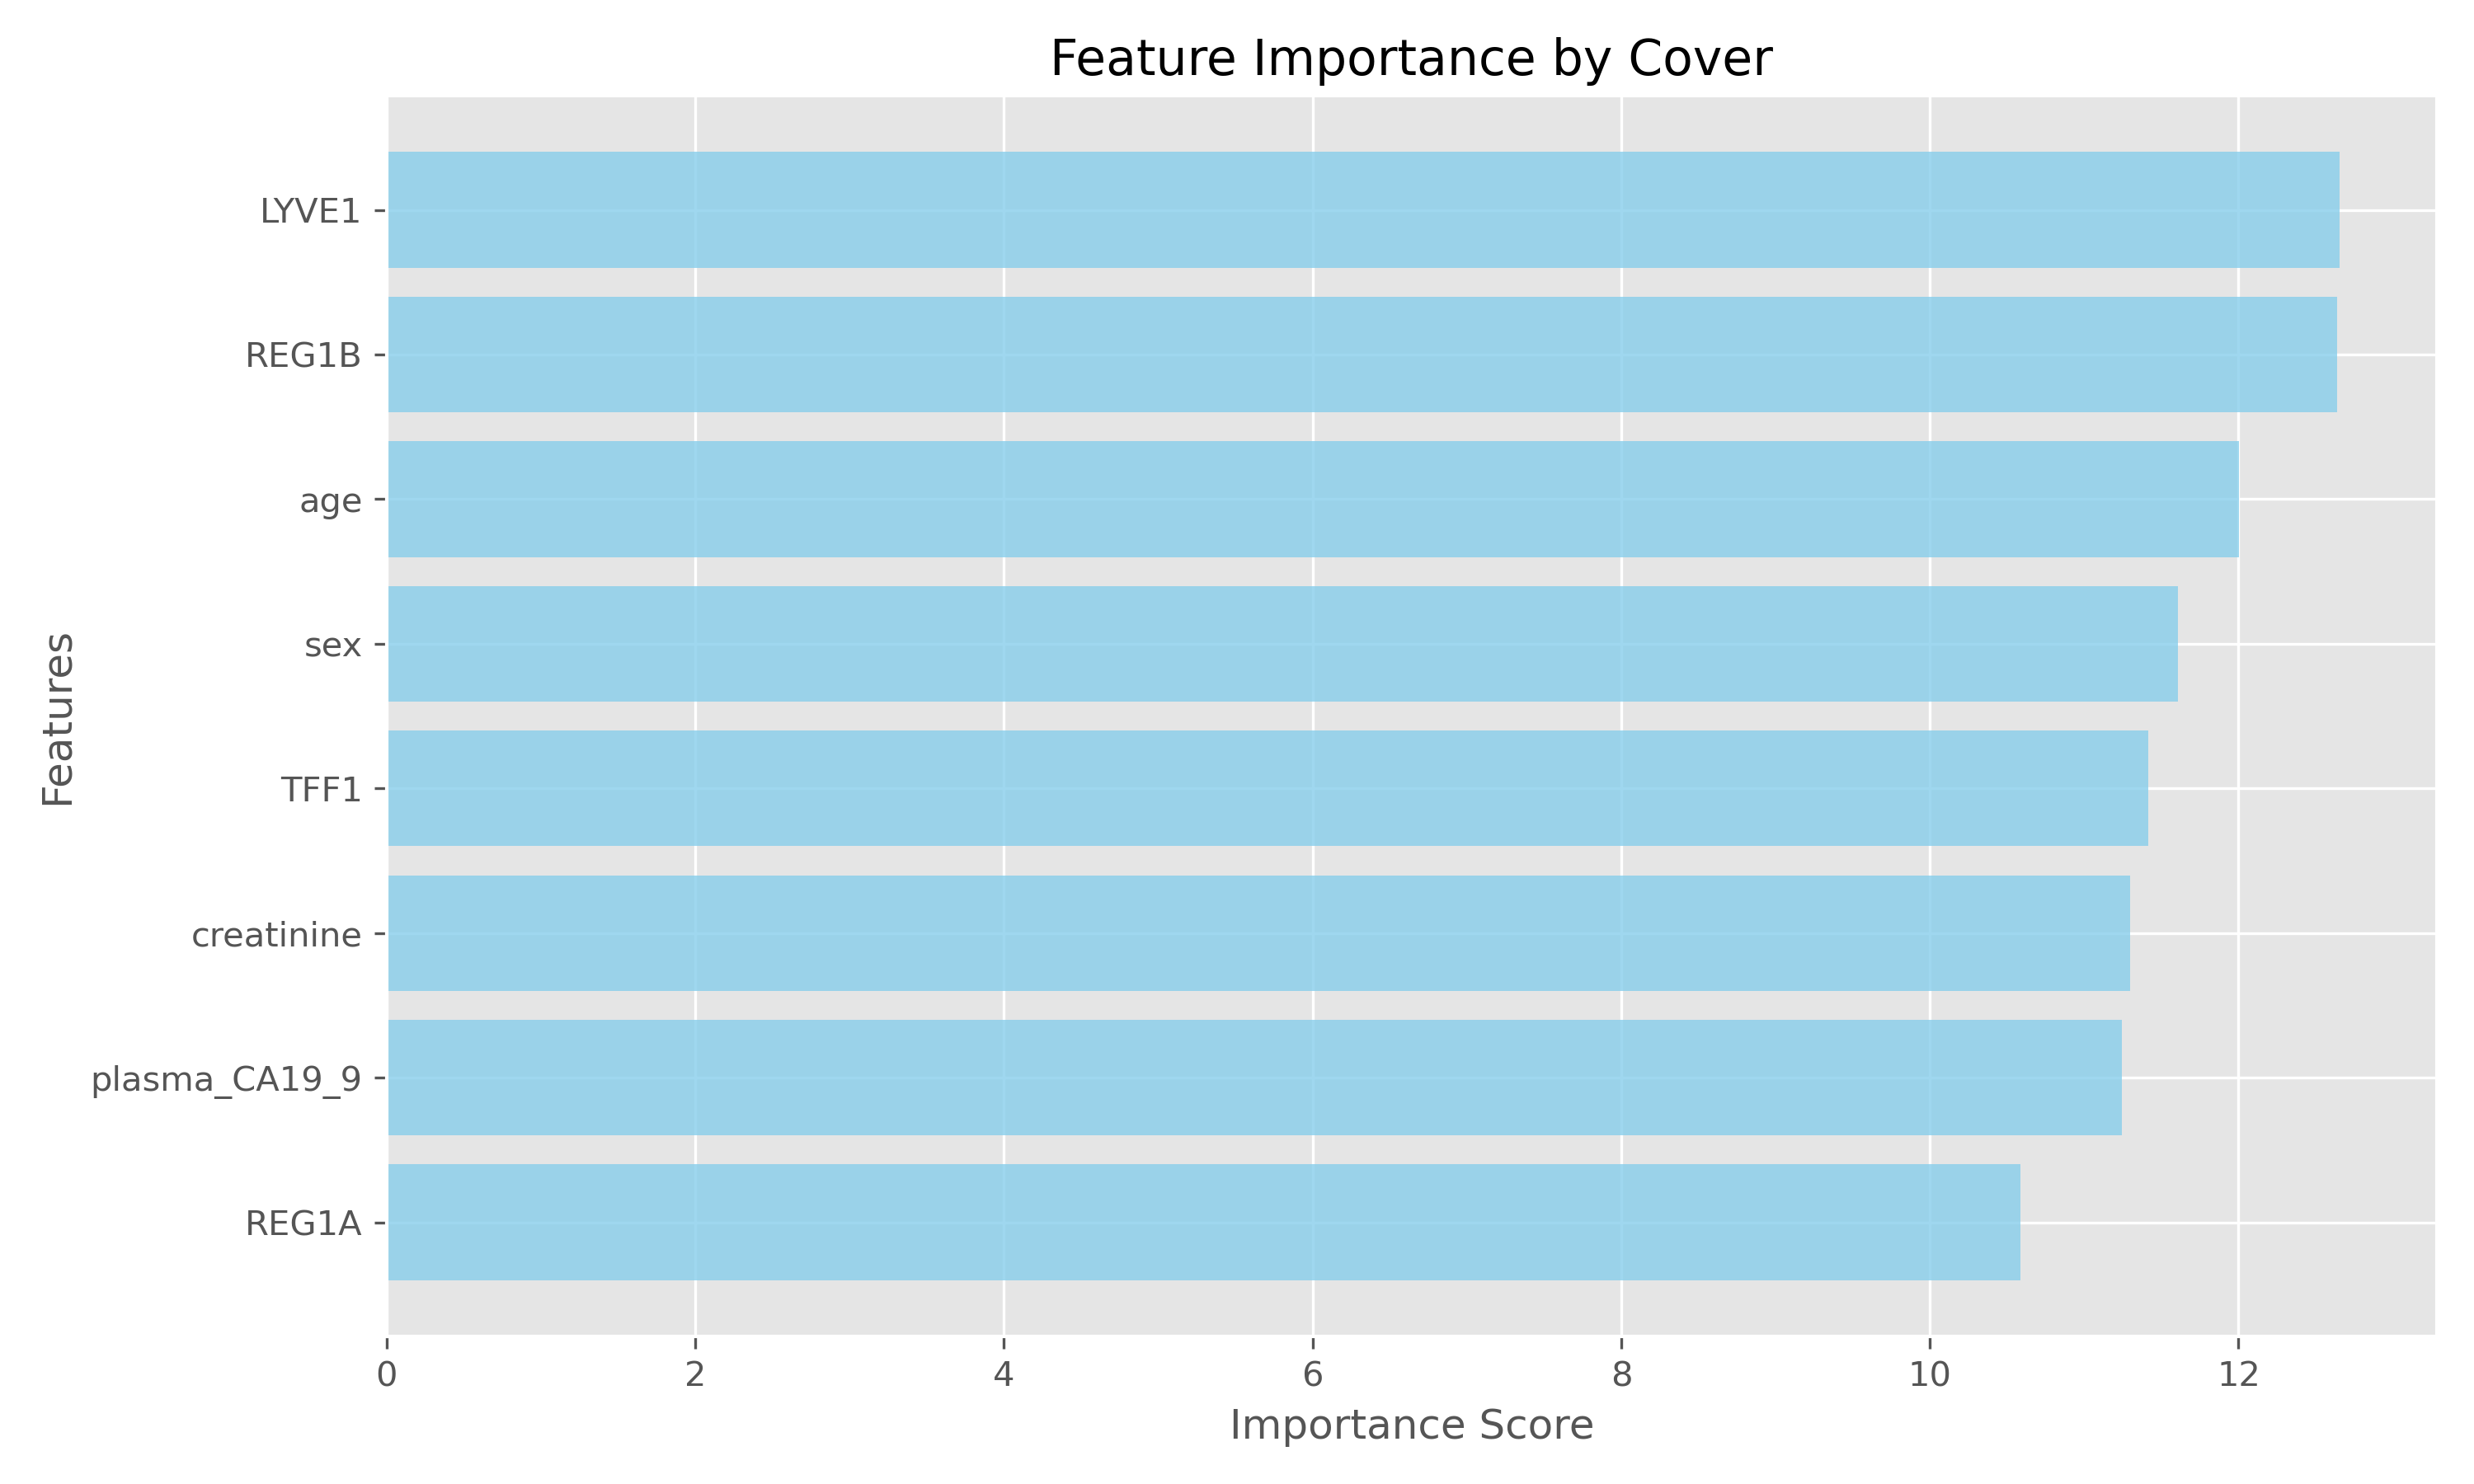 Feature Importance by Cover
LYVE1
REG1B
age
sex
TFF1
creatinine
plasma_CA19_9
REG1A
Features
0 2 4 6 8 10 12
Importance Score